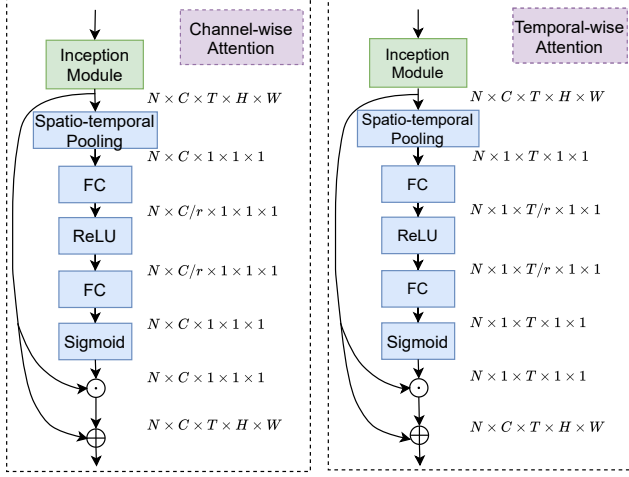 Channel-wise
Attention
Inception
Module
N × C × T × H × W
Spatio-temporal
Pooling
N × C × 1 × 1 × 1
FC
N × C/r × 1 × 1 × 1
ReLU
N × C/r × 1 × 1 × 1
FC
N × C × 1 × 1 × 1
Sigmoid
N × C × 1 × 1 × 1
N × C × T × H × W
Temporal-wise
Attention
Inception
Module
N × C × T × H × W
Spatio-temporal
Pooling
N × 1 × T × 1 × 1
FC
N × 1 × T/r × 1 × 1
ReLU
N × 1 × T/r × 1 × 1
FC
N × 1 × T × 1 × 1
Sigmoid
N × 1 × T × 1 × 1
N × C × T × H × W